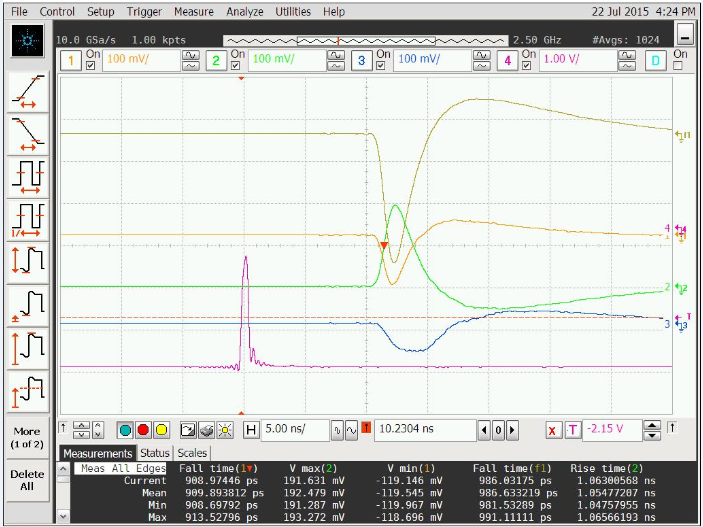 File Control Setup Trigger Measure Analyze Utilities Help 22 Jul 2015 4:24 PM
10.0 GSa/s 1.00 kpts 2.50 GHz #Avgs: 1024
1 On 100 mV/ 2 On 100 mV/ 3 On 100 mV/ 4 On 1.00 V/ D On
f1
4
1
2 2
T
3 3
More
(1 of 2)
Delete
All
H 5.00 ns/ 10.2304 ns 0 X T -2.15 V
Measurements Status Scales
Meas All Edges Fall time(1▼) V max(2) V min(1) Fall time(f1) Rise time(2)
Current 908.97446 ps 191.631 mV -119.146 mV 986.03175 ps 1.06300568 ns
Mean 909.893812 ps 192.479 mV -119.545 mV 986.633219 ps 1.05477207 ns
Min 908.69792 ps 191.287 mV -119.967 mV 981.53289 ps 1.04757955 ns
Max 913.52796 ps 193.272 mV -118.696 mV 991.11111 ps 1.06566193 ns